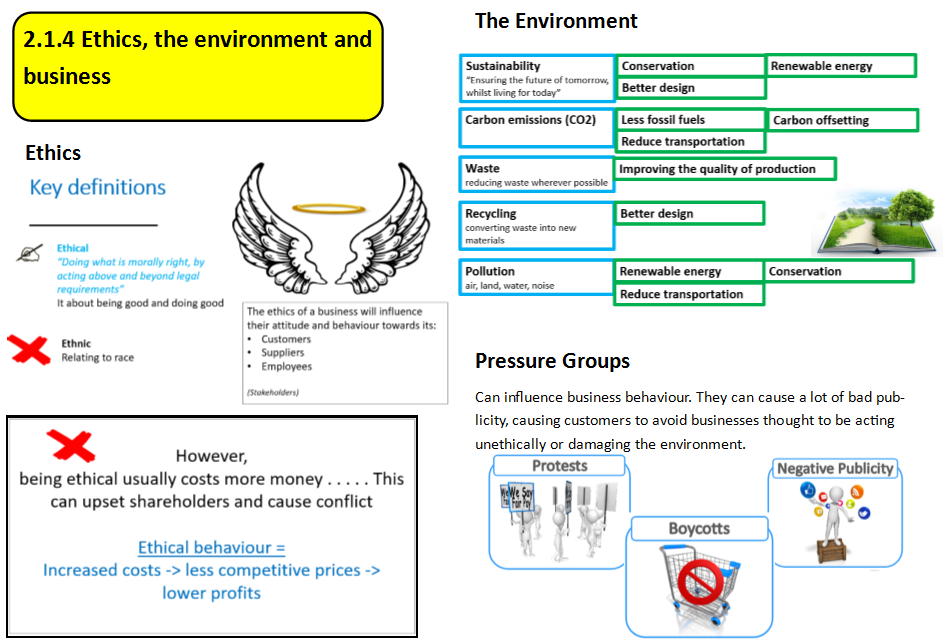 2.1.4 Ethics, the environment and
business
Ethics
Key definitions
Ethical
“Doing what is morally right, by
acting above and beyond legal
requirements”
It about being good and doing good
Ethnic
Relating to race
The ethics of a business will influence
their attitude and behaviour towards its:
• Customers
• Suppliers
• Employees
(Stakeholders)
However,
being ethical usually costs more money . . . . . This
can upset shareholders and cause conflict
Ethical behaviour =
Increased costs -> less competitive prices ->
lower profits
The Environment
Sustainability
“Ensuring the future of tomorrow,
whilst living for today”
Conservation
Renewable energy
Better design
Carbon emissions (CO2)
Less fossil fuels
Carbon offsetting
Reduce transportation
Waste
reducing waste wherever possible
Improving the quality of production
Recycling
converting waste into new
materials
Better design
Pollution
air, land, water, noise
Renewable energy
Conservation
Reduce transportation
Pressure Groups
Can influence business behaviour. They can cause a lot of bad pub-
licity, causing customers to avoid businesses thought to be acting
unethically or damaging the environment.
Protests
We Say
Fair Pay
Boycotts
Negative Publicity